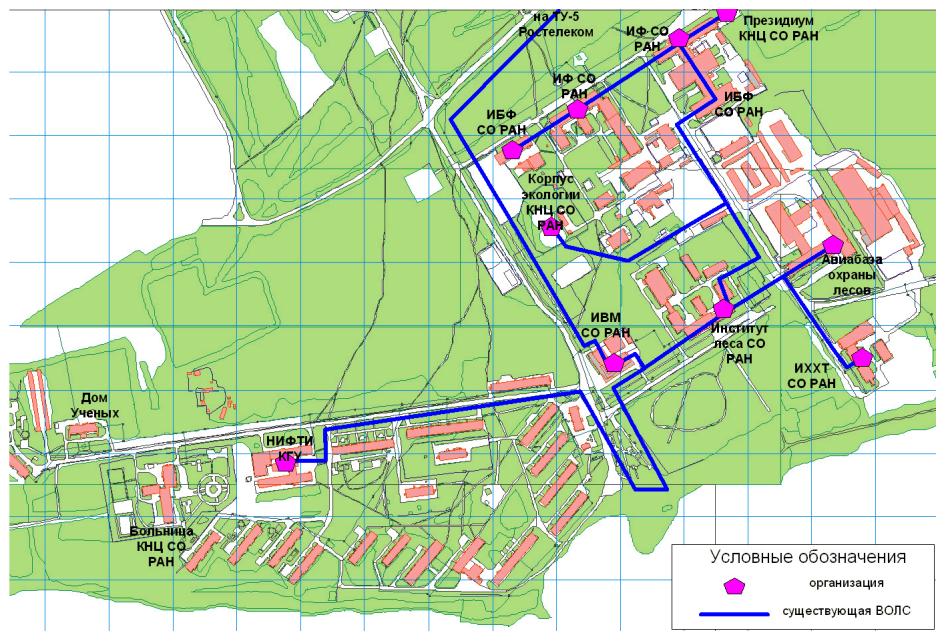 на ТУ-5
Ростелеком
ИФ СО
РАН
Президиум
КНЦ СО РАН
ИФ СО
РАН
ИБФ
СО РАН
ИБФ
СО РАН
Корпус
экологии
КНЦ СО
РАН
Авиабаза
охраны
лесов
ИВМ
СО РАН
Институт
леса СО
РАН
ИХХТ
СО РАН
Дом
Ученых
НИФТИ
КГУ
Больница
КНЦ СО
РАН
Условные обозначения
организация
существующая ВОЛС